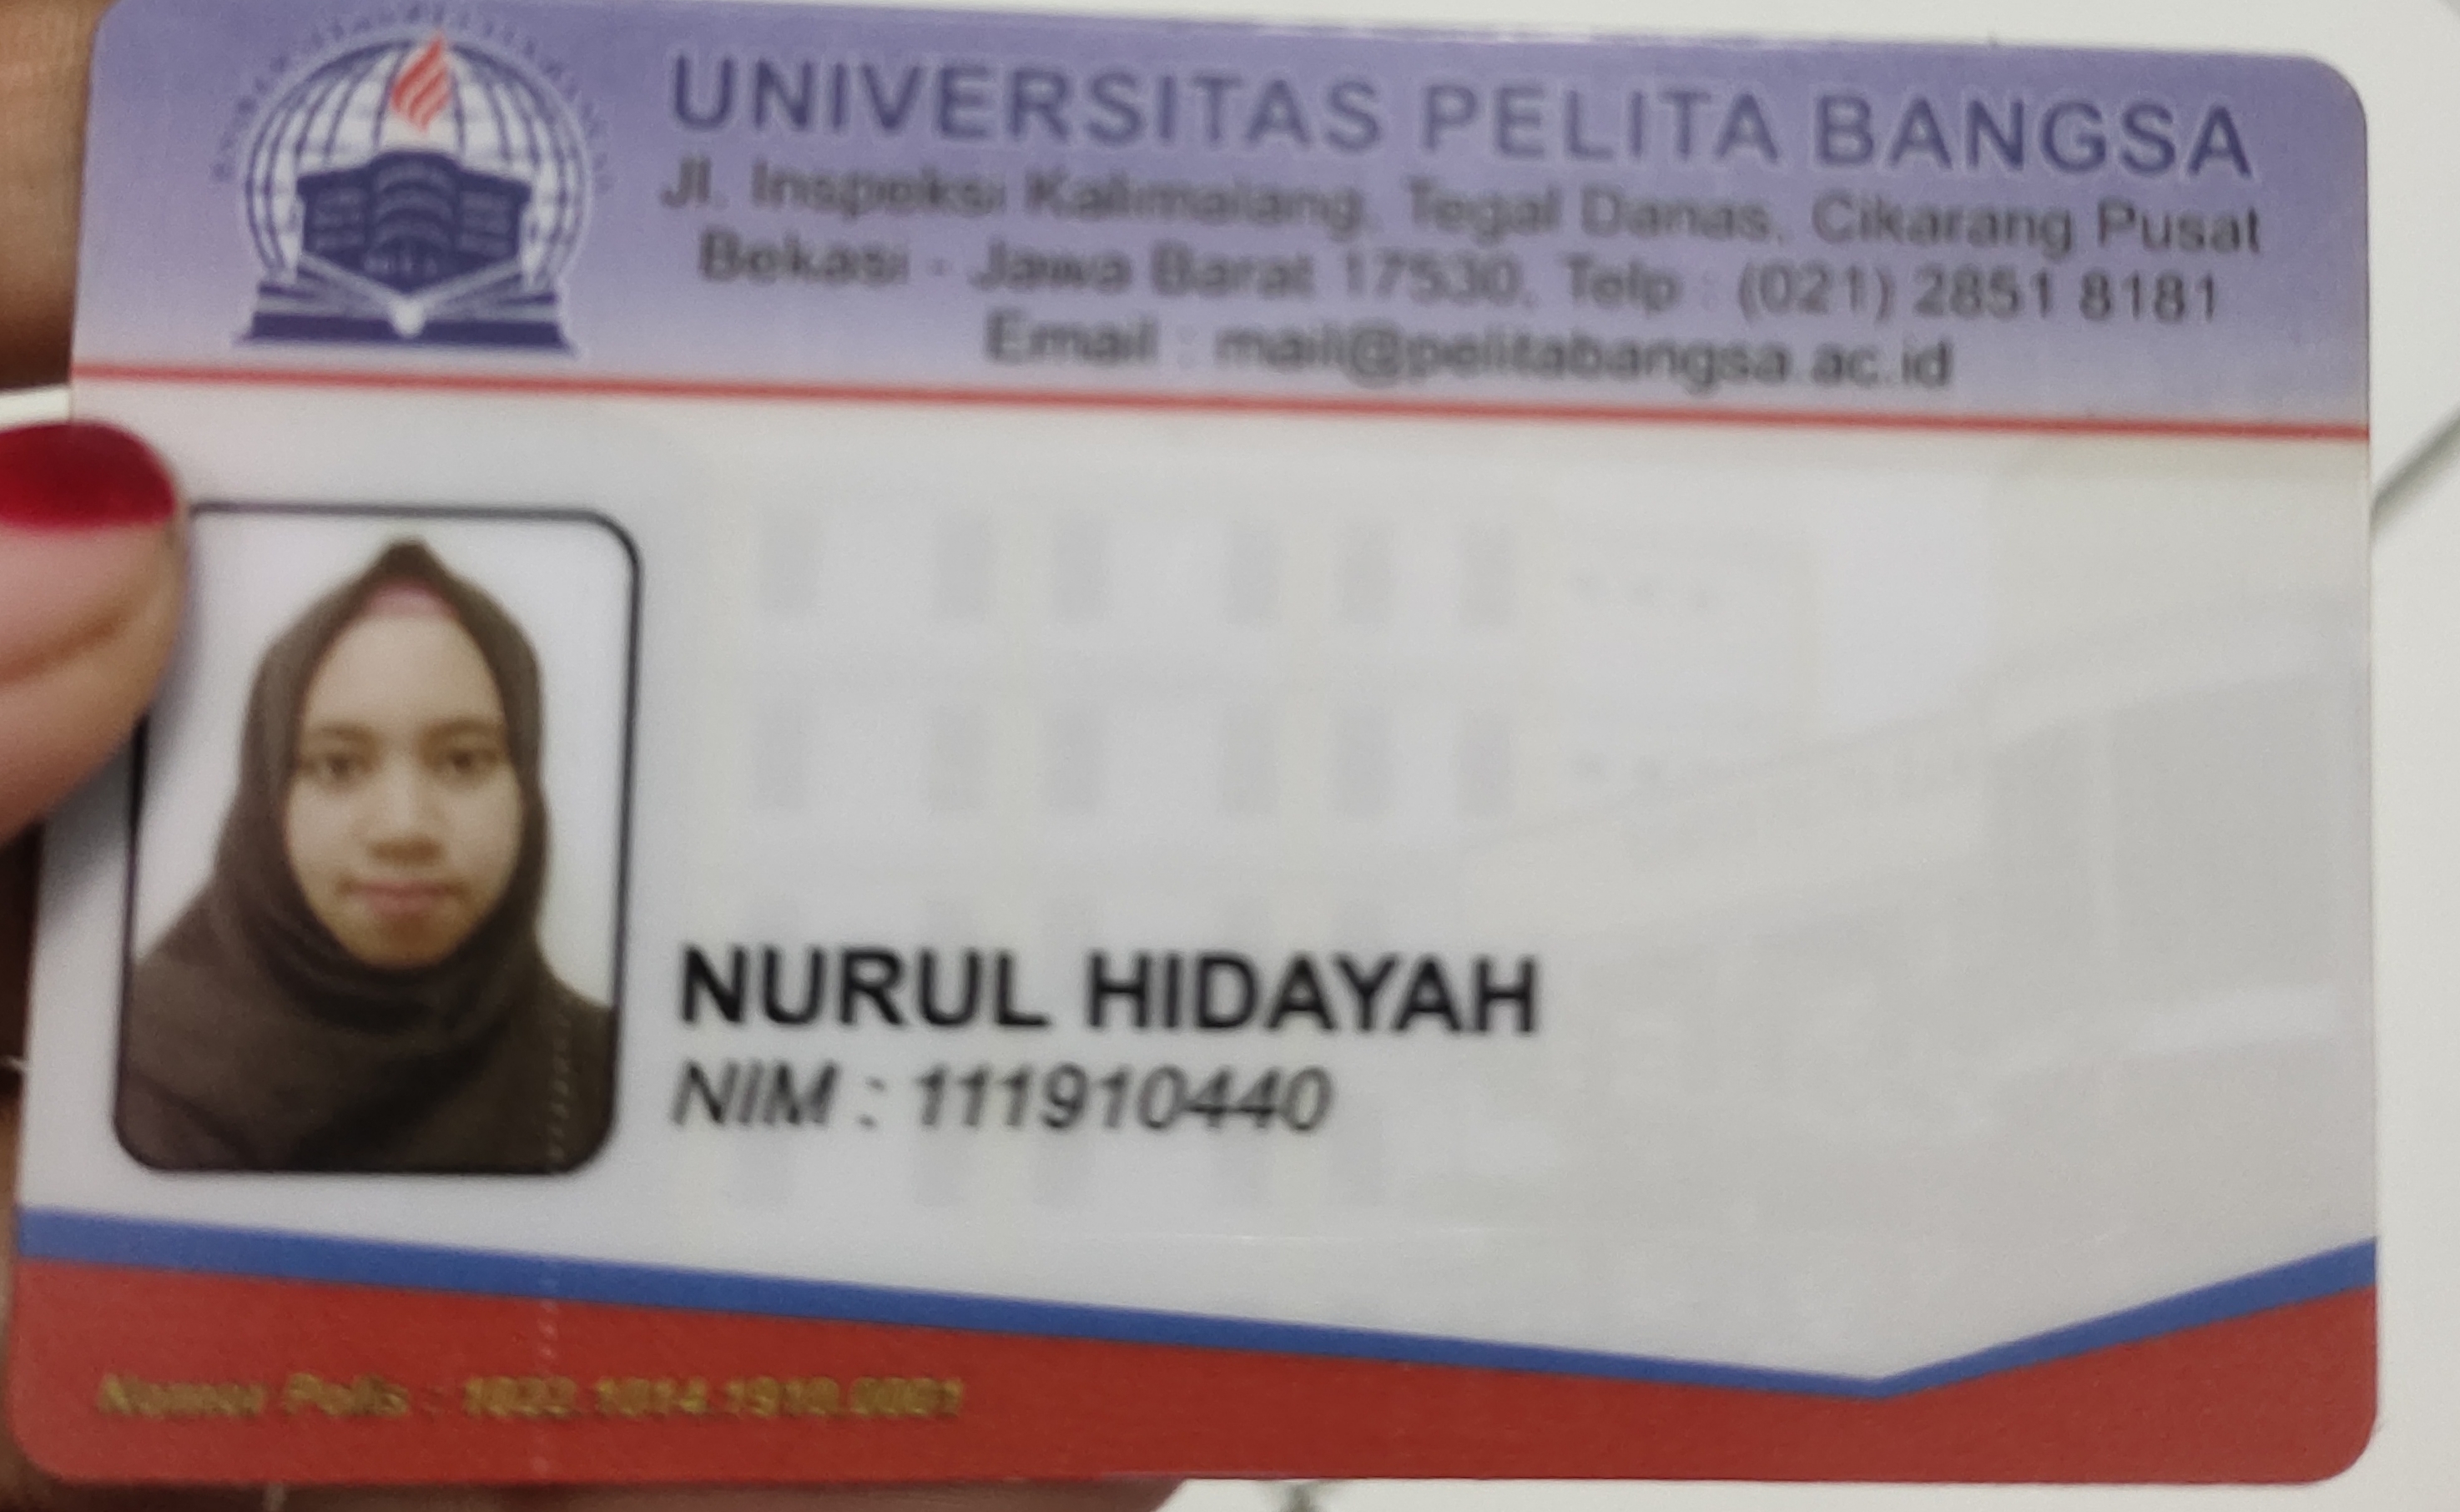 UNIVERSITAS PELITA BANGSA
Jl. Inspeksi Kalimalang, Tegal Danas, Cikarang Pusat
Bekasi - Jawa Barat 17530, Telp : (021) 2851 8181
Email : mail@pelitabangsa.ac.id
NURUL HIDAYAH
NIM : 111910440
Nomor Polis :